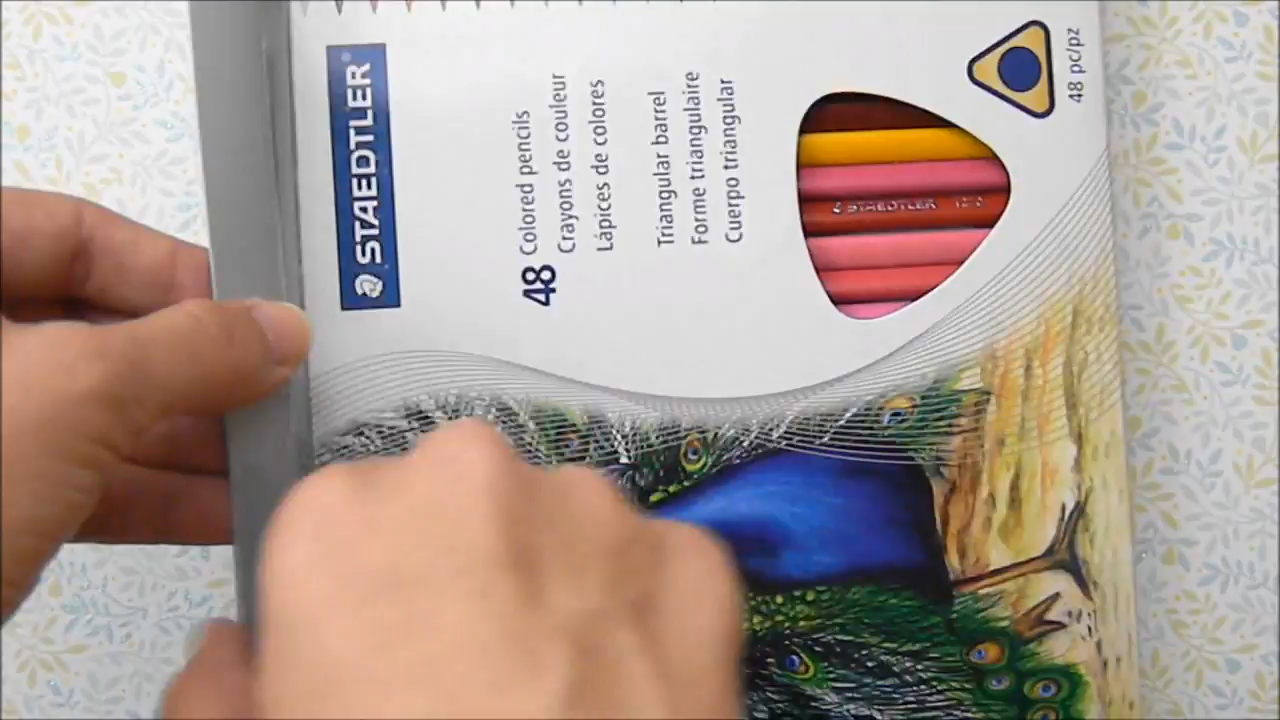 STAEDTLER®
48 Colored pencils
Crayons de couleur
Lápices de colores
Triangular barrel
Forme triangulaire
Cuerpo triangular
STAEDTLER
48 pc/pz